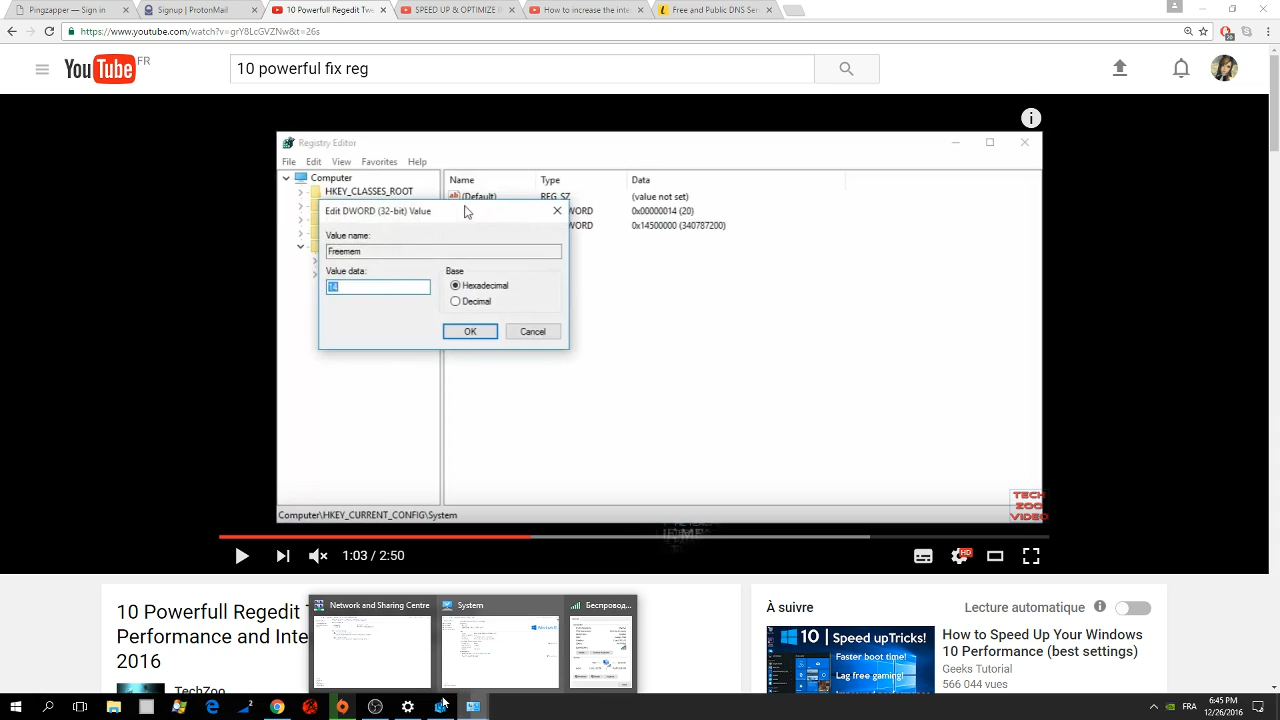 Pingzapper — sign in
Signup | ProtonMail
10 Powerful Regedit Twe
SPEED UP & OPTIMIZE
How to increase the inte
Free and Public DNS Ser
https://www.youtube.com/watch?v=grY8LcGVZNw&t=26s
YouTube FR
10 powerful fix reg
Registry Editor
File Edit View Favorites Help
Computer
HKEY_CLASSES_ROOT
Name Type Data
(Default) REG_SZ (value not set)
WORD 0x00000014 (20)
WORD 0x14500000 (340787200)
Edit DWORD (32-bit) Value
Value name:
Freemem
Value data:
14
Base
Hexadecimal
Decimal
OK
Cancel
Computer\HKEY_CURRENT_CONFIG\System
TECH
ZOO
VIDEO
1:03 / 2:50
HD
10 Powerfull Regedit T
Performance and Inte
2016
TechZoo
Network and Sharing Centre
System
Беспровод...
À suivre
Lecture automatique
10 Speed upTricks!
Faster boot time!
Lag free gaming!
How to Speed Up Your Windows
10 Performance (best settings)
Geeks Tutorial
566 044 vues
FRA
6:45 PM
12/26/2016